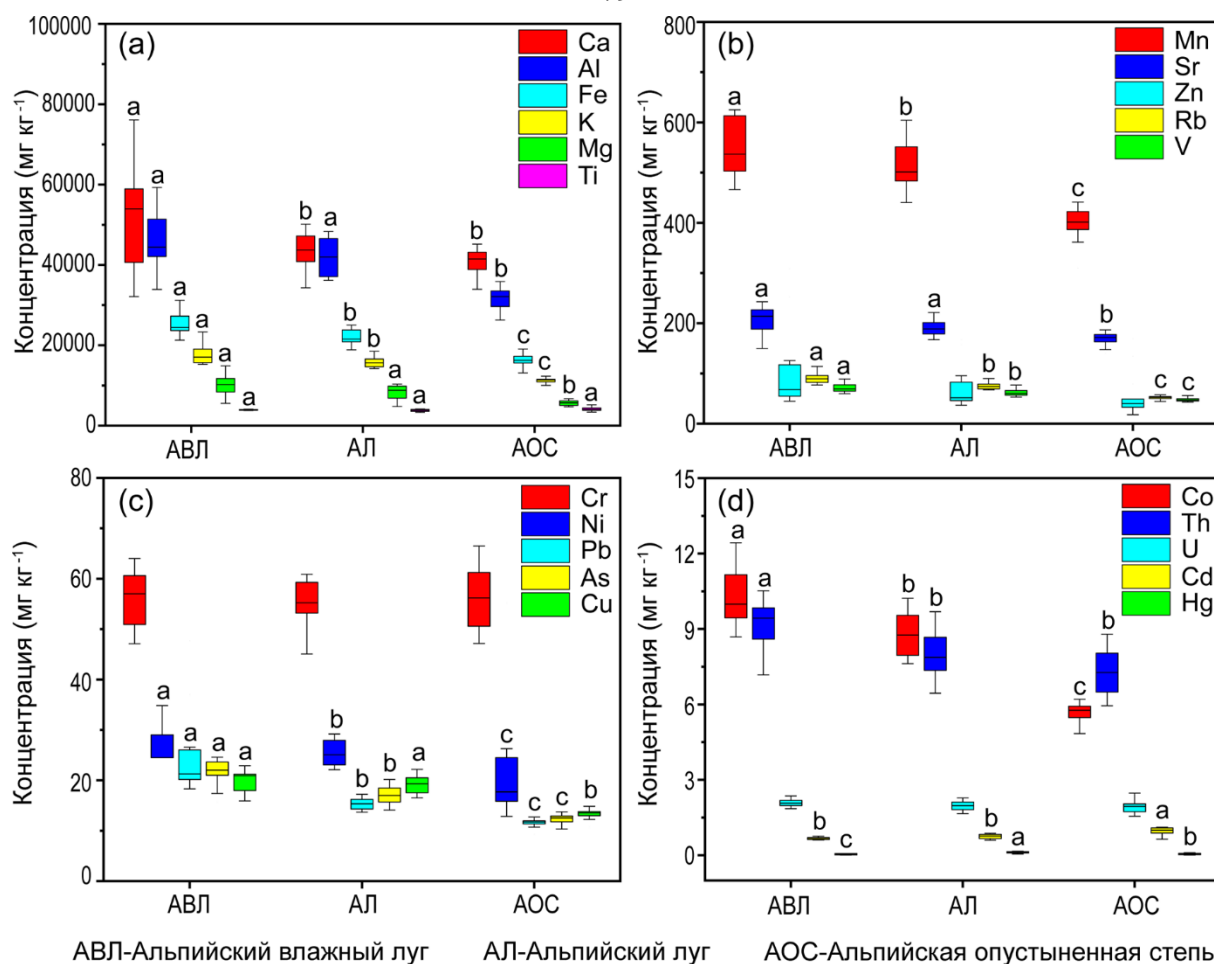 (a)
Ca
Al
Fe
K
Mg
Ti
Концентрация (мг кг⁻¹)
100000
80000
60000
40000
20000
0
a a a a a a
b a b b a a
b b c c b a
АВЛ АЛ АОС
(b)
Mn
Sr
Zn
Rb
V
Концентрация (мг кг⁻¹)
800
600
400
200
0
a a a a
b a b b
c b c c
АВЛ АЛ АОС
(c)
Cr
Ni
Pb
As
Cu
Концентрация (мг кг⁻¹)
80
60
40
20
0
a a a a
b b b a
c c c b
АВЛ АЛ АОС
(d)
Co
Th
U
Cd
Hg
Концентрация (мг кг⁻¹)
15
12
9
6
3
0
a a b c
b b b a
c b a b
АВЛ АЛ АОС
АВЛ-Альпийский влажный луг АЛ-Альпийский луг АОС-Альпийская опустыненная степь